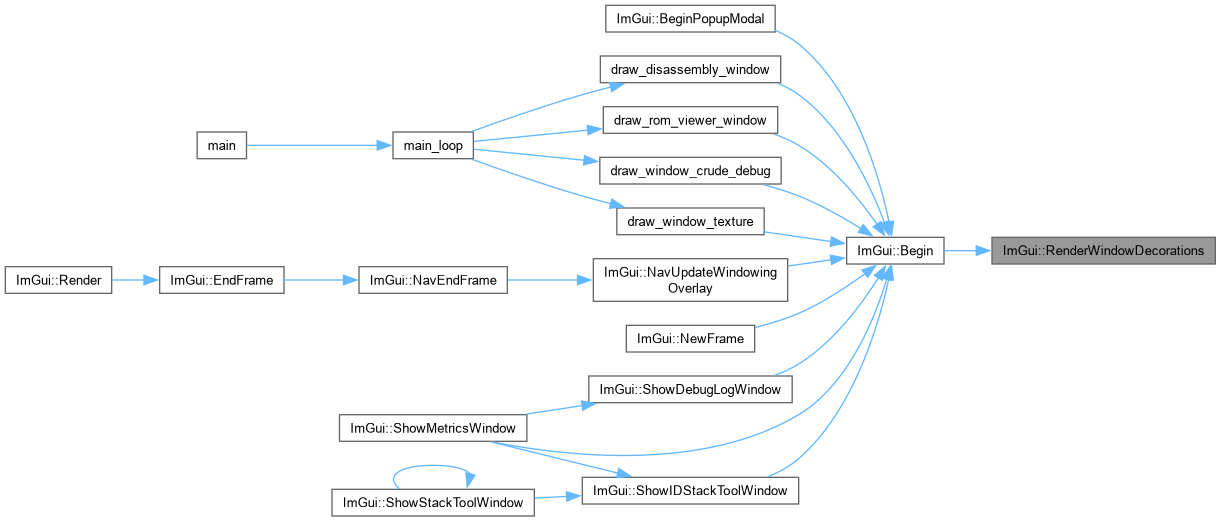 ImGui::BeginPopupModal
draw_disassembly_window
draw_rom_viewer_window
main
main_loop
draw_window_crude_debug
draw_window_texture
ImGui::Begin
ImGui::RenderWindowDecorations
ImGui::Render
ImGui::EndFrame
ImGui::NavEndFrame
ImGui::NavUpdateWindowing
Overlay
ImGui::NewFrame
ImGui::ShowDebugLogWindow
ImGui::ShowMetricsWindow
ImGui::ShowStackToolWindow
ImGui::ShowIDStackToolWindow